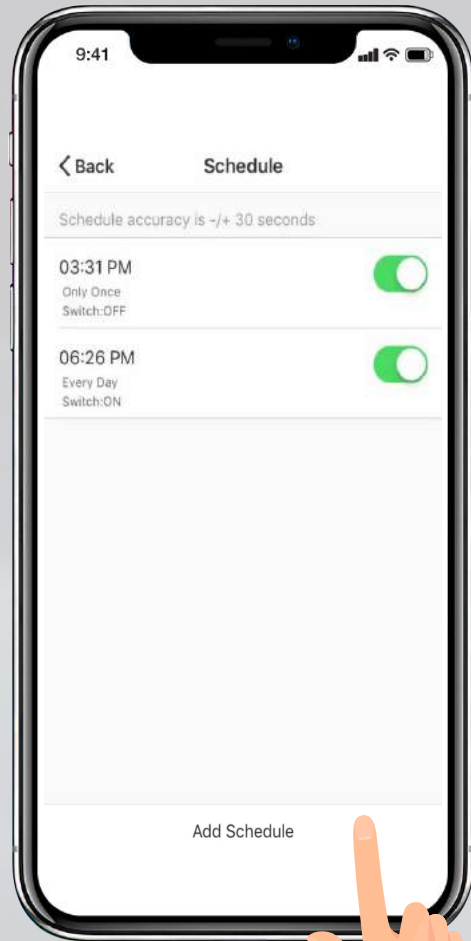 9:41
Back Schedule
Schedule accuracy is -/+ 30 seconds
03:31 PM
Only Once
Switch:OFF
06:26 PM
Every Day
Switch:ON
Add Schedule